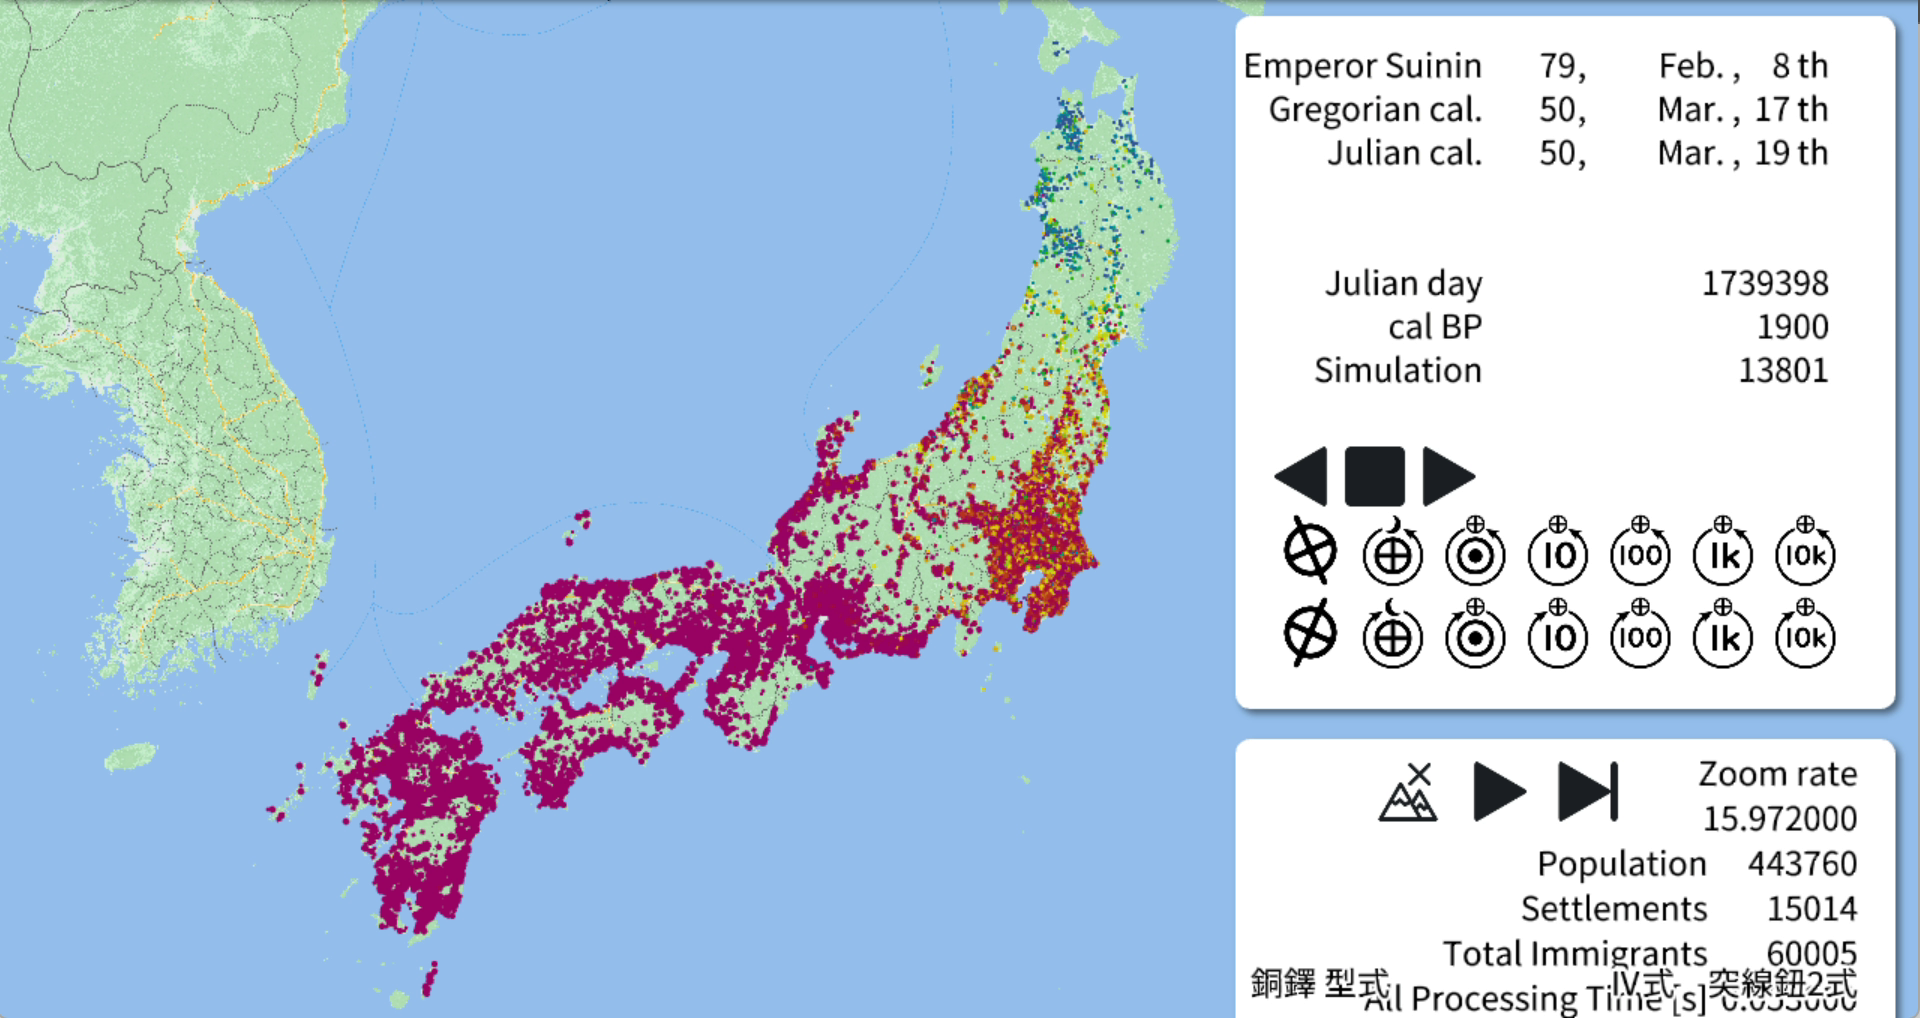 Emperor Suinin 79, Feb. , 8 th
Gregorian cal. 50, Mar. , 17 th
Julian cal. 50, Mar. , 19 th
Julian day 1739398
cal BP 1900
Simulation 13801
10 100 1k 10k
10 100 1k 10k
Zoom rate
15.972000
Population 443760
Settlements 15014
Total Immigrants 60005
銅鐸 型式 Ⅳ式 突線鈕2式
All Processing Time [s]